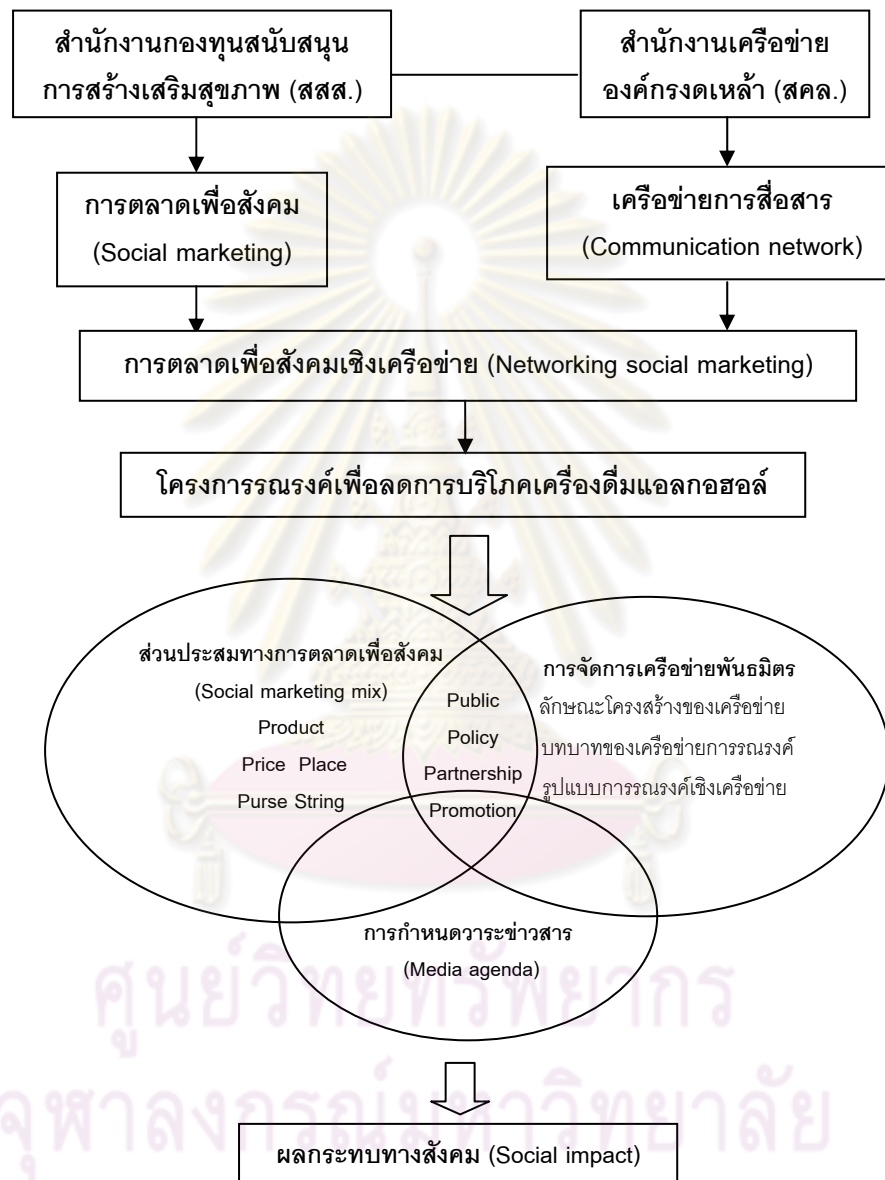 สำนักงานกองทุนสนับสนุน
การสร้างเสริมสุขภาพ (สสส.)
สำนักงานเครือข่าย
องค์กรงดเหล้า (สคล.)
การตลาดเพื่อสังคม
(Social marketing)
เครือข่ายการสื่อสาร
(Communication network)
การตลาดเพื่อสังคมเชิงเครือข่าย (Networking social marketing)
โครงการรณรงค์เพื่อลดการบริโภคเครื่องดื่มแอลกอฮอล์
ส่วนประสมทางการตลาดเพื่อสังคม
(Social marketing mix)
Product
Price Place
Purse String
Public
Policy
Partnership
Promotion
การจัดการเครือข่ายพันธมิตร
ลักษณะโครงสร้างของเครือข่าย
บทบาทของเครือข่ายการรณรงค์
รูปแบบการรณรงค์เชิงเครือข่าย
การกำหนดวาระข่าวสาร
(Media agenda)
ศูนย์วิทยทรัพยากร
จุฬาลงกรณ์มหาวิทยาลัย
ผลกระทบทางสังคม (Social impact)